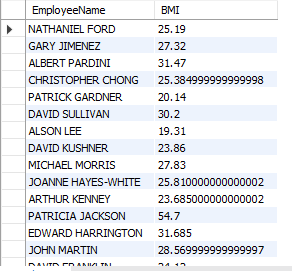 EmployeeName BMI
NATHANIEL FORD 25.19
GARY JIMENEZ 27.32
ALBERT PARDINI 31.47
CHRISTOPHER CHONG 25.384999999999998
PATRICK GARDNER 20.14
DAVID SULLIVAN 30.2
ALSON LEE 19.31
DAVID KUSHNER 23.86
MICHAEL MORRIS 27.83
JOANNE HAYES-WHITE 25.810000000000002
ARTHUR KENNEY 23.685000000000002
PATRICIA JACKSON 54.7
EDWARD HARRINGTON 31.685
JOHN MARTIN 28.569999999999997
DAVID FRANKLIN